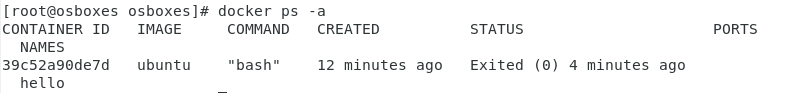 [root@osboxes osboxes]# docker ps -a
CONTAINER ID   IMAGE     COMMAND   CREATED          STATUS                     PORTS
  NAMES
39c52a90de7d   ubuntu    "bash"    12 minutes ago   Exited (0) 4 minutes ago
  hello